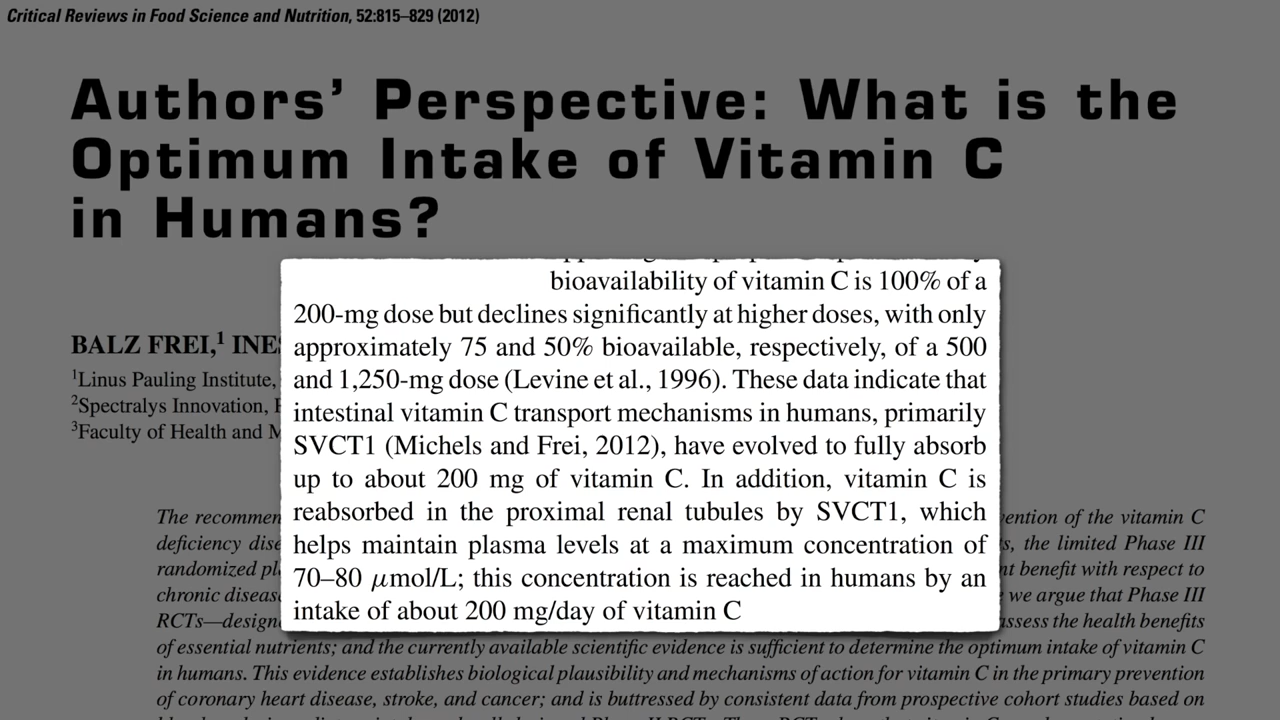 Critical Reviews in Food Science and Nutrition, 52:815–829 (2012)
Authors’ Perspective: What is the
Optimum Intake of Vitamin C
in Humans?
BALZ FREI,1
1Linus Pauling Institute,
2Spectralys Innovation,
3Faculty of Health and
bioavailability of vitamin C is 100% of a
200-mg dose but declines significantly at higher doses, with only
approximately 75 and 50% bioavailable, respectively, of a 500
and 1,250-mg dose (Levine et al., 1996). These data indicate that
intestinal vitamin C transport mechanisms in humans, primarily
SVCT1 (Michels and Frei, 2012), have evolved to fully absorb
up to about 200 mg of vitamin C. In addition, vitamin C is
reabsorbed in the proximal renal tubules by SVCT1, which
helps maintain plasma levels at a maximum concentration of
70–80 μmol/L; this concentration is reached in humans by an
intake of about 200 mg/day of vitamin C
The of the vitamin C
deficiency the limited Phase III
randomized benefit with respect to
chronic we argue that Phase III
RCTs— assess the health benefits
of essential nutrients; and the currently available scientific evidence is sufficient to determine the optimum intake of vitamin C
in humans. This evidence establishes biological plausibility and mechanisms of action for vitamin C in the primary prevention
of coronary heart disease, stroke, and cancer; and is buttressed by consistent data from prospective cohort studies based on